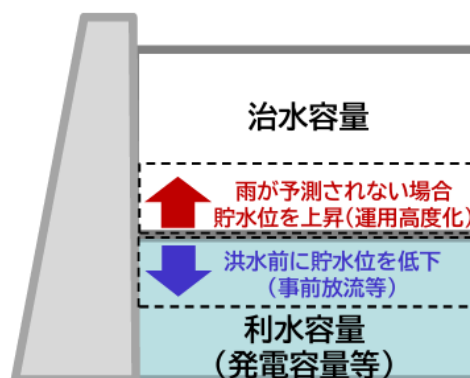 治水容量
雨が予測されない場合
貯水位を上昇(運用高度化)
洪水前に貯水位を低下
(事前放流等)
利水容量
(発電容量等)